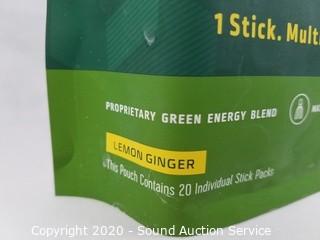 1 Stick. Mult
PROPRIETARY GREEN ENERGY BLEND
LEMON GINGER
This Pouch Contains 20 Individual Stick Packs
Copyright 2020 - Sound Auction Service